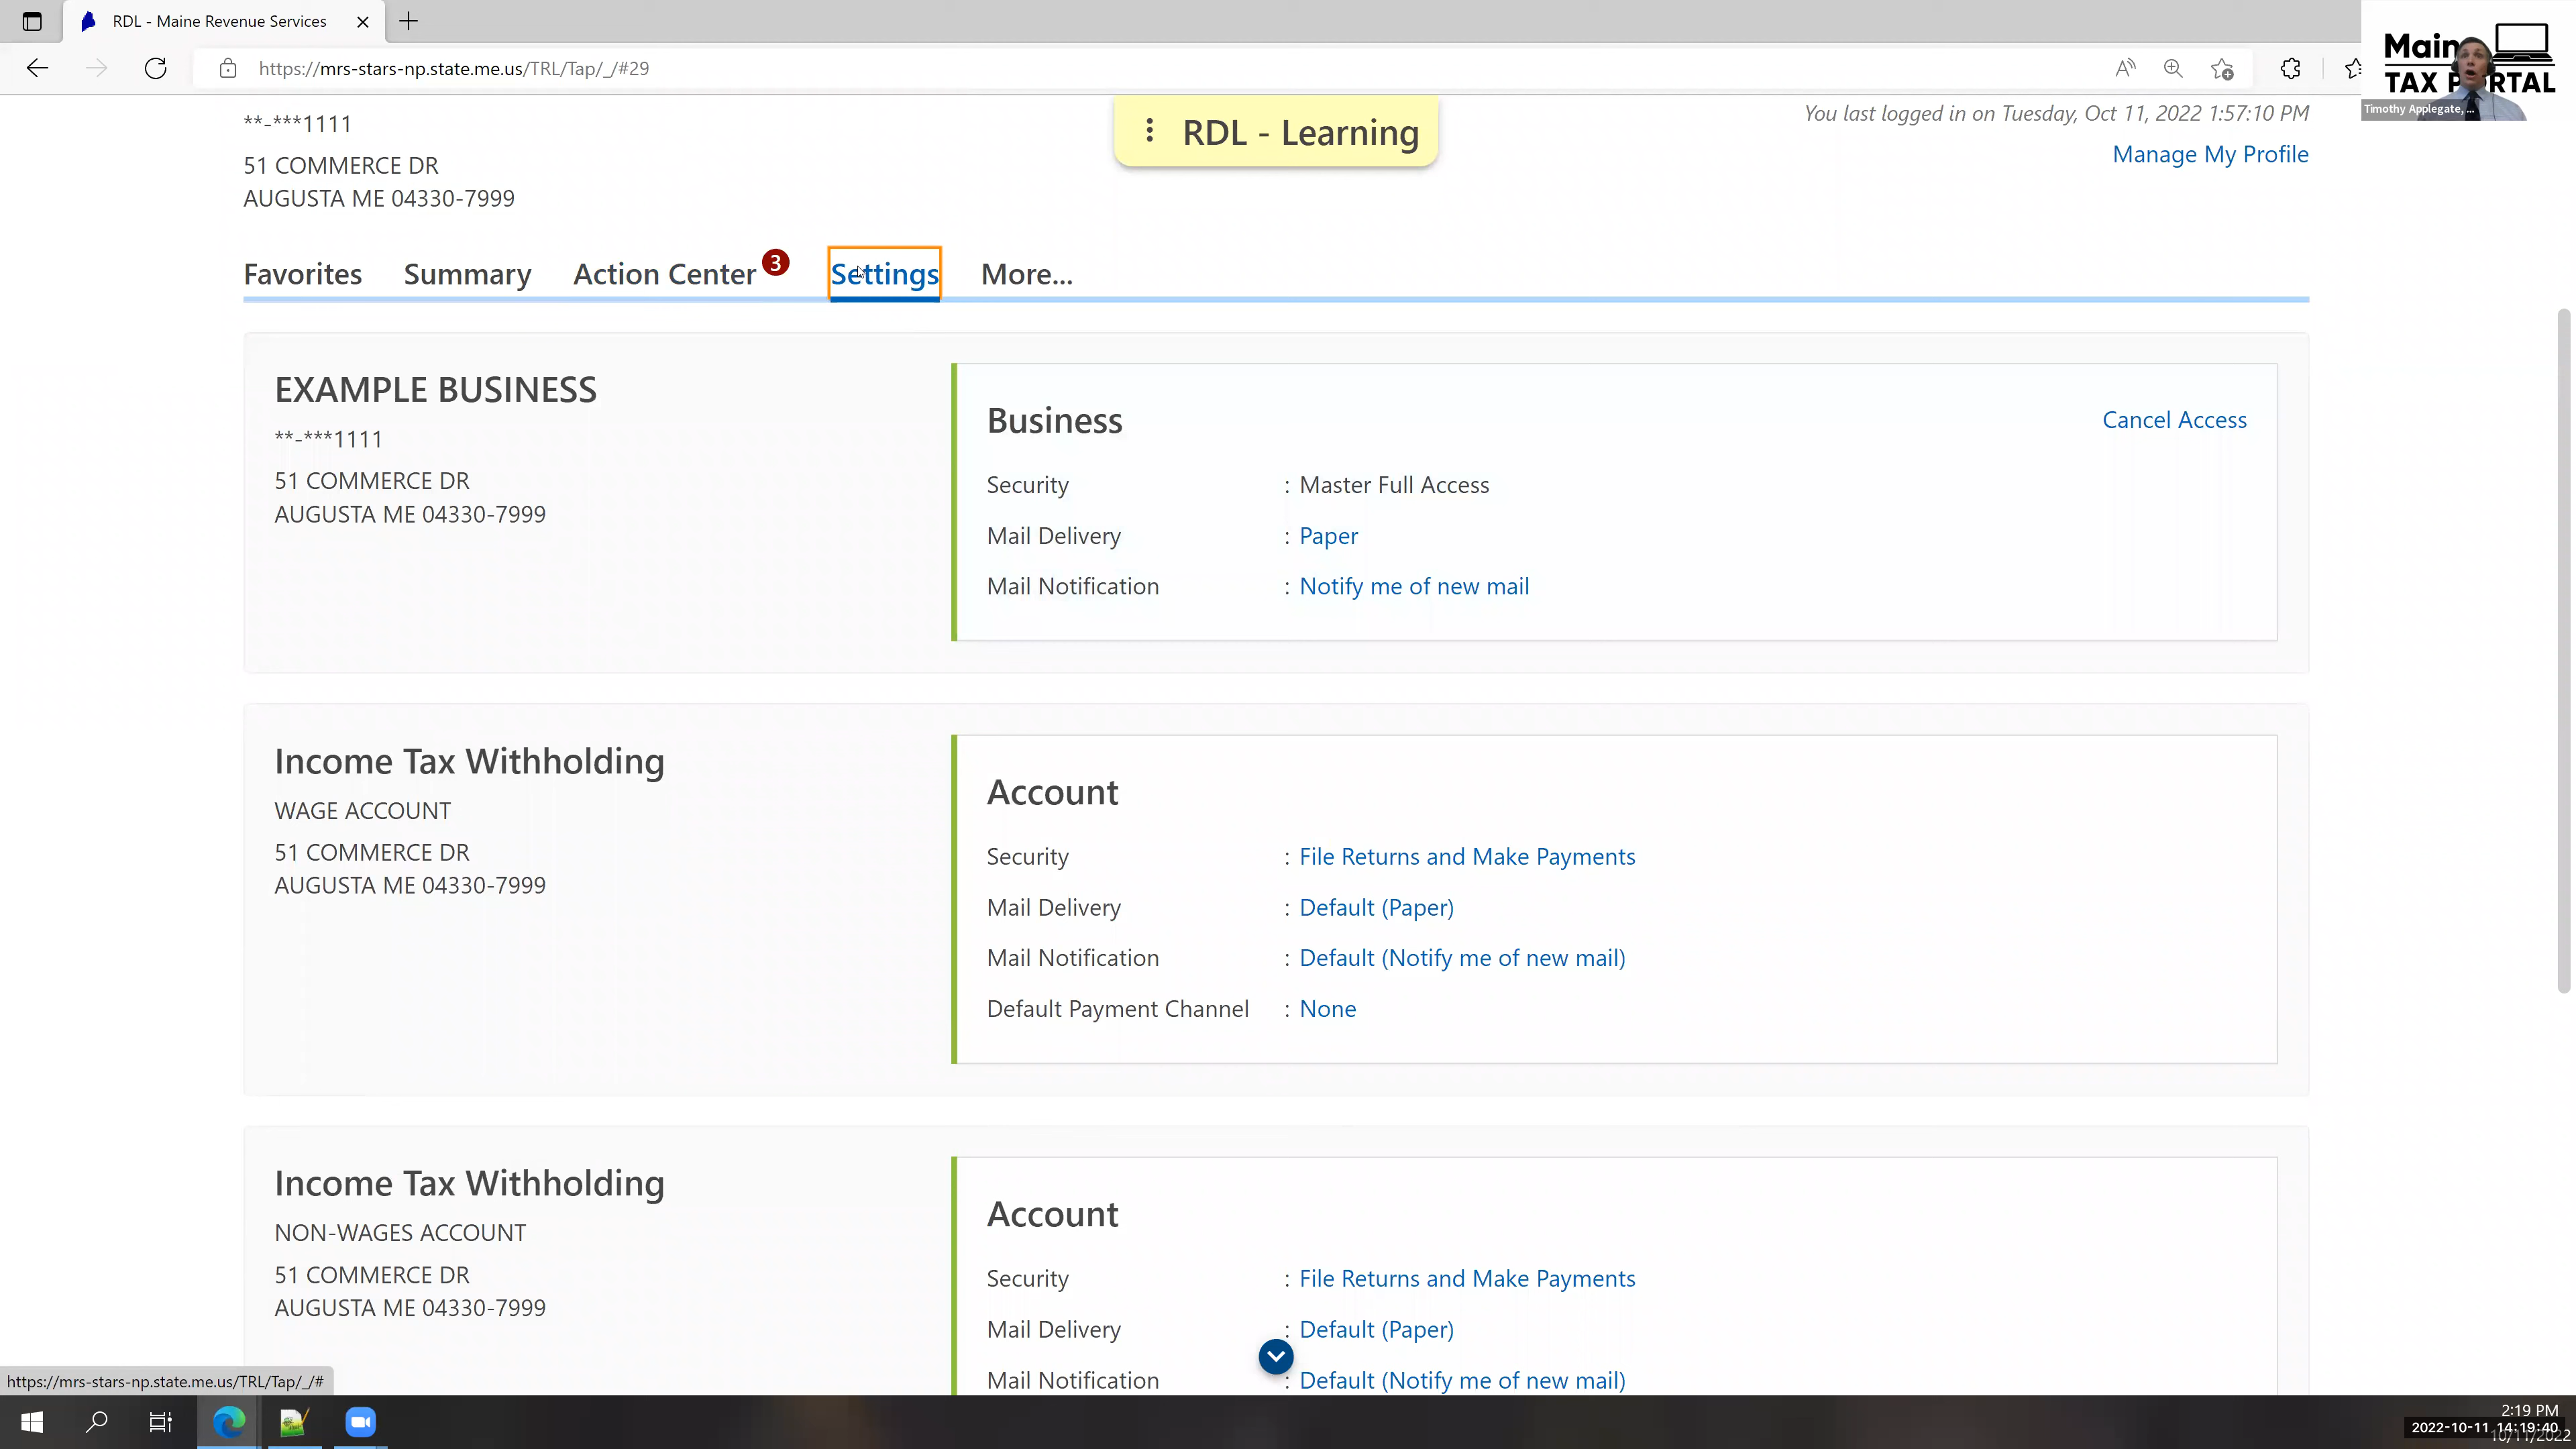 RDL - Maine Revenue Services
https://mrs-stars-np.state.me.us/TRL/Tap/_/#29
TAX PORTAL
Timothy Applegate, ...
**-***1111
51 COMMERCE DR
AUGUSTA ME 04330-7999
RDL - Learning
You last logged in on Tuesday, Oct 11, 2022 1:57:10 PM
Manage My Profile
Favorites Summary Action Center 3 Settings More...
EXAMPLE BUSINESS
**-***1111
51 COMMERCE DR
AUGUSTA ME 04330-7999
Business
Cancel Access
Security : Master Full Access
Mail Delivery : Paper
Mail Notification : Notify me of new mail
Income Tax Withholding
WAGE ACCOUNT
51 COMMERCE DR
AUGUSTA ME 04330-7999
Account
Security : File Returns and Make Payments
Mail Delivery : Default (Paper)
Mail Notification : Default (Notify me of new mail)
Default Payment Channel : None
Income Tax Withholding
NON-WAGES ACCOUNT
51 COMMERCE DR
AUGUSTA ME 04330-7999
Account
Security : File Returns and Make Payments
Mail Delivery : Default (Paper)
Mail Notification : Default (Notify me of new mail)
https://mrs-stars-np.state.me.us/TRL/Tap/_/#
2:19 PM
2022-10-11 14:19:40
10/11/2022